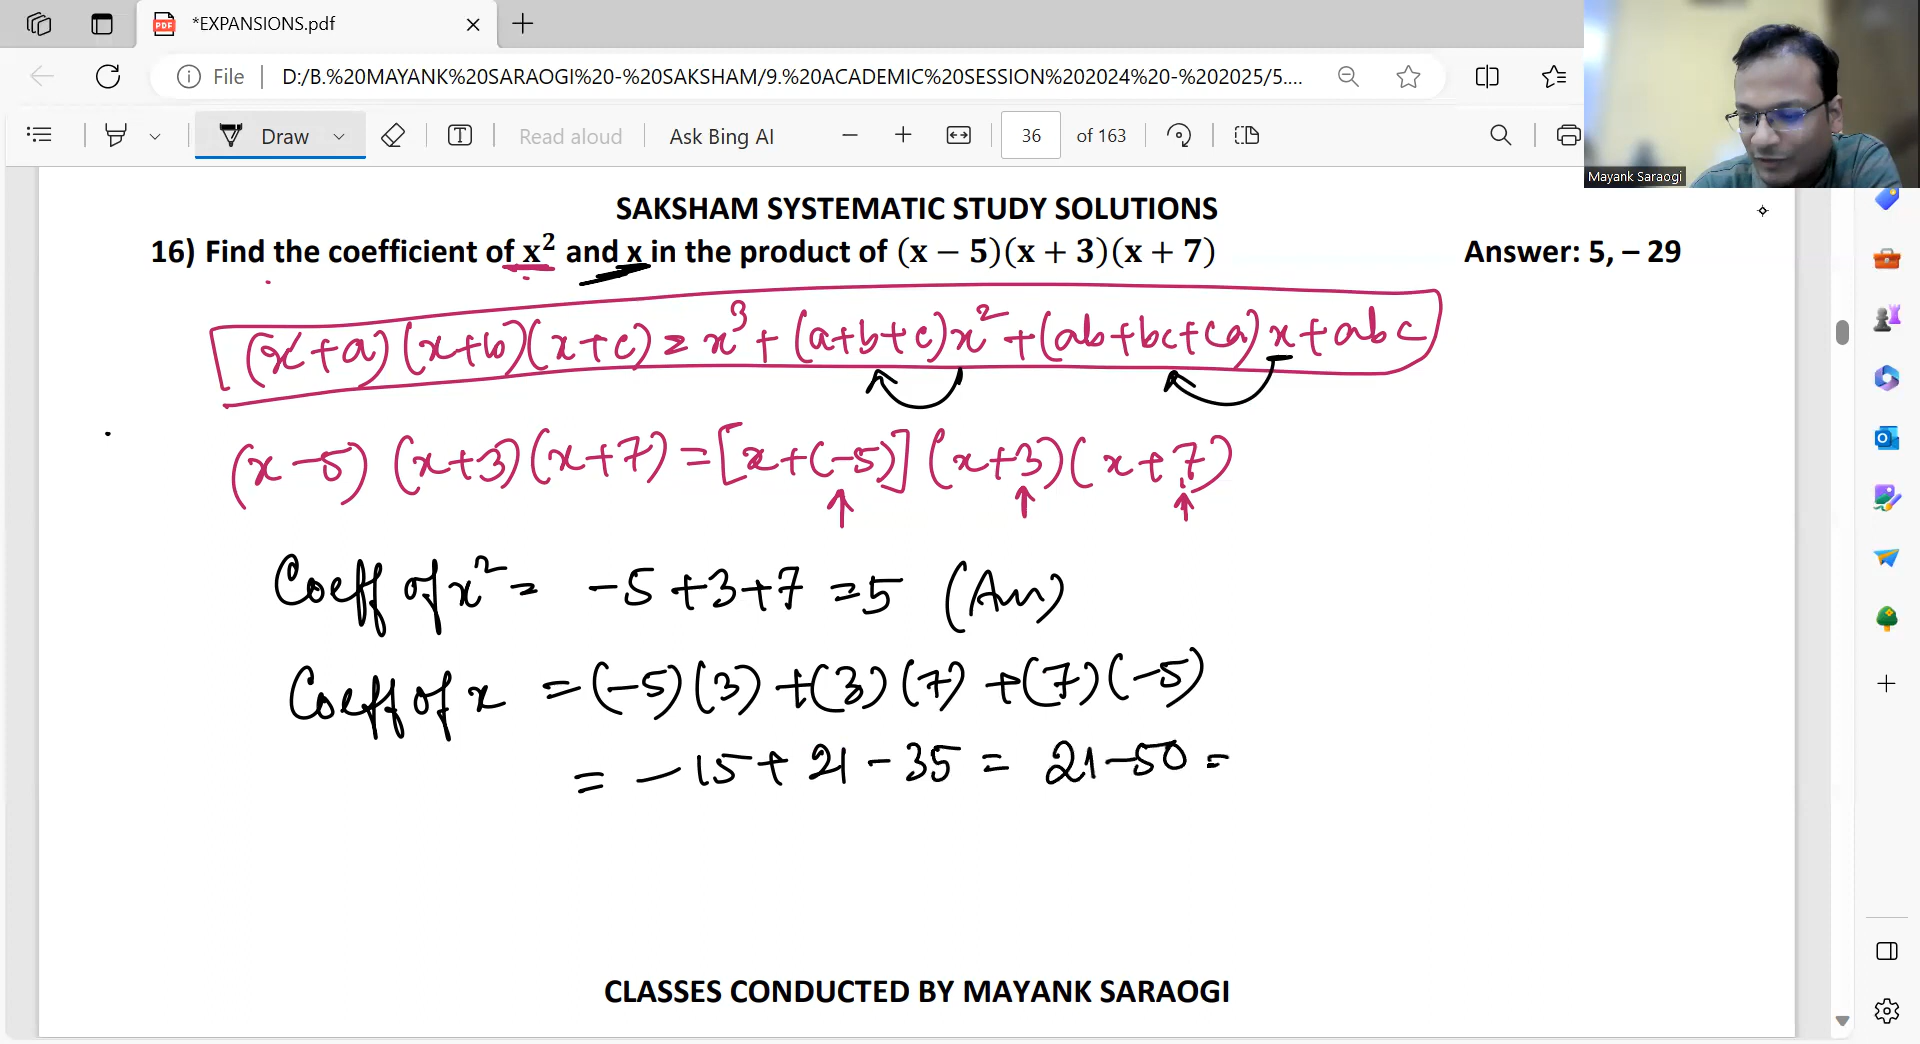 *EXPANSIONS.pdf
File | D:/B.%20MAYANK%20SARAOGI%20-%20SAKSHAM/9.%20ACADEMIC%20SESSION%202024%20-%202025/5....
Draw Read aloud Ask Bing AI 36 of 163
Mayank Saraogi
SAKSHAM SYSTEMATIC STUDY SOLUTIONS
16) Find the coefficient of x² and x in the product of (x − 5)(x + 3)(x + 7) Answer: 5, – 29
(x+a)(x+b)(x+c) = x³ + (a+b+c)x² + (ab+bc+ca)x + abc
(x-5) (x+3)(x+7) = [x+(-5)] (x+3)(x+7)
Coeff of x² = -5+3+7 = 5 (Ans)
Coeff of x = (-5)(3) + (3)(7) + (7)(-5)
= -15 + 21 - 35 = 21-50 =
CLASSES CONDUCTED BY MAYANK SARAOGI